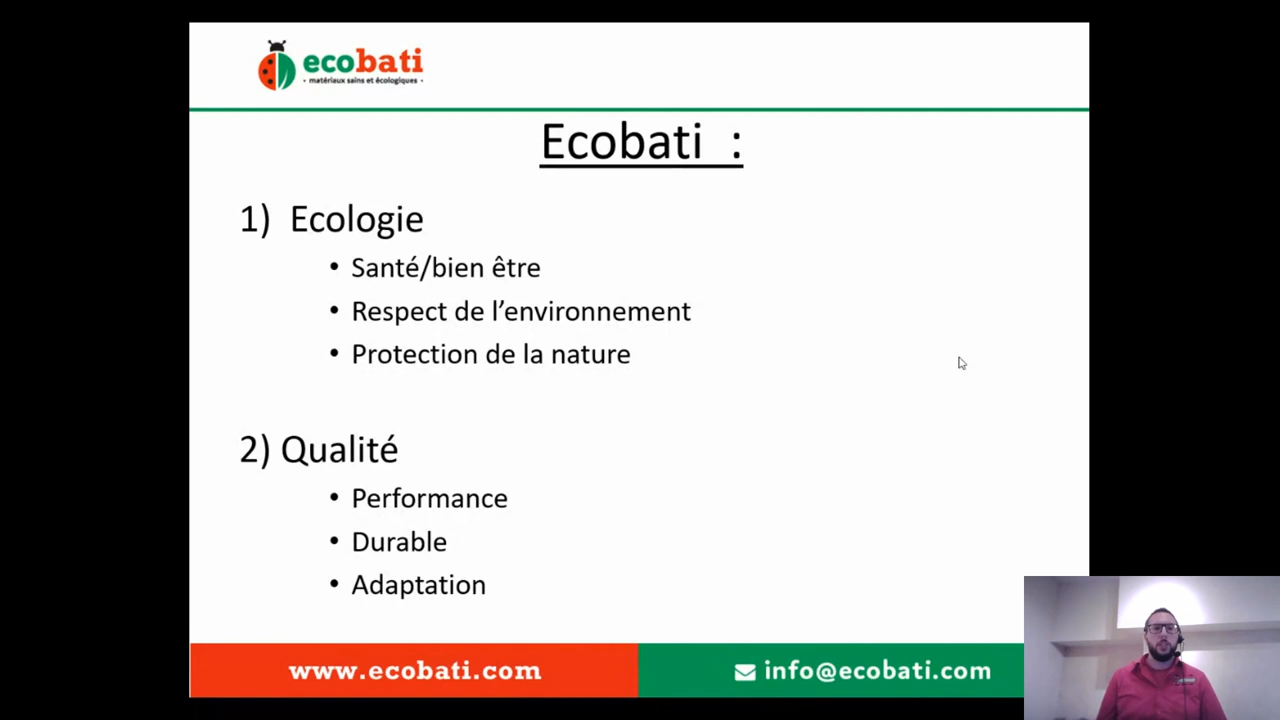 ecobati
• matériaux sains et écologiques •
Ecobati :
1) Ecologie
• Santé/bien être
• Respect de l’environnement
• Protection de la nature
2) Qualité
• Performance
• Durable
• Adaptation
www.ecobati.com
info@ecobati.com